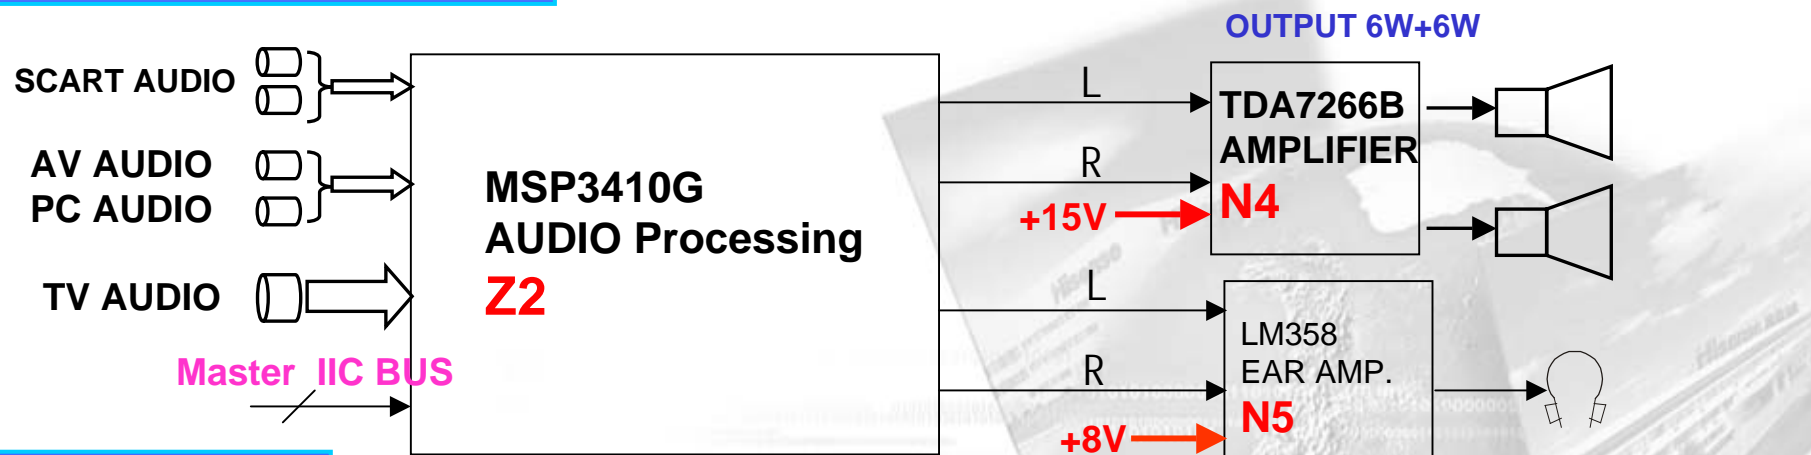 OUTPUT 6W+6W
SCART AUDIO
AV AUDIO
PC AUDIO
TV AUDIO
Master IIC BUS
MSP3410G
AUDIO Processing
Z2
L
R
+15V
TDA7266B
AMPLIFIER
N4
L
R
+8V
LM358
EAR AMP.
N5